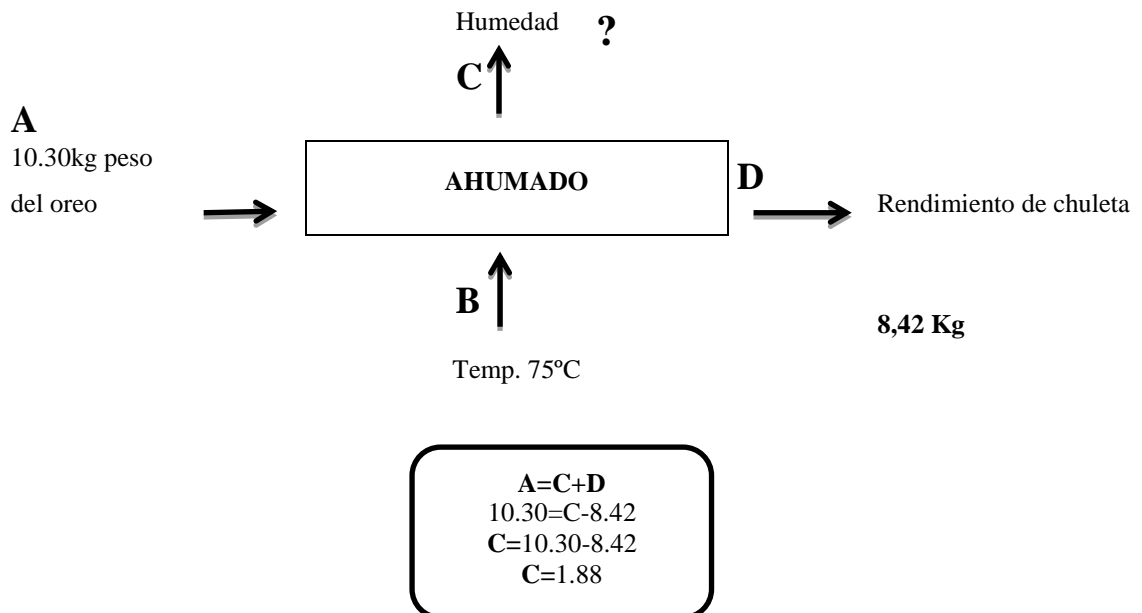 Humedad ?
C
A
10.30kg peso
del oreo
AHUMADO
D
Rendimiento de chuleta
B
8,42 Kg
Temp. 75ºC
A=C+D
10.30=C-8.42
C=10.30-8.42
C=1.88